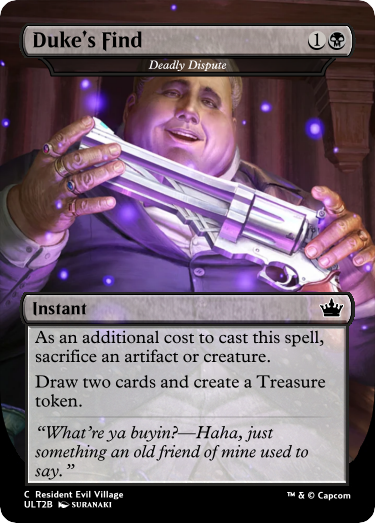 Duke's Find 1
Deadly Dispute
Instant
As an additional cost to cast this spell,
sacrifice an artifact or creature.
Draw two cards and create a Treasure
token.
"What're ya buyin?—Haha, just
something an old friend of mine used to
say."
C Resident Evil Village
ULT2B SURANAKI
™ & © Capcom